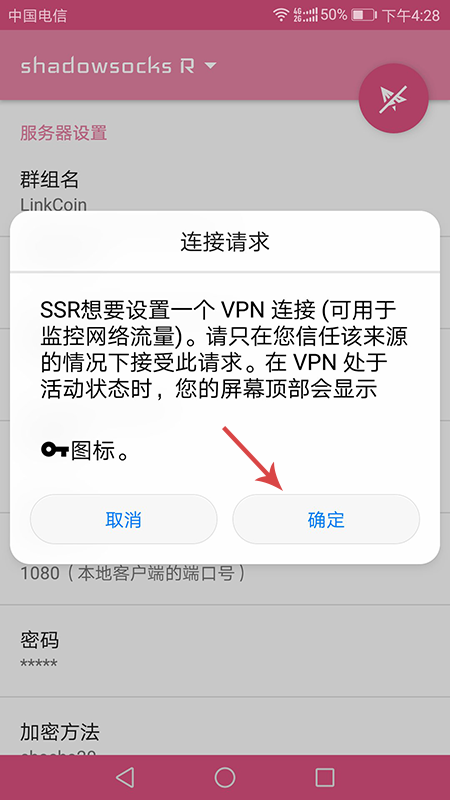 中国电信 4G 2G 50% 下午4:28
shadowsocks R
服务器设置
群组名
LinkCoin
连接请求
SSR想要设置一个 VPN 连接 (可用于
监控网络流量)。请只在您信任该来源
的情况下接受此请求。在 VPN 处于
活动状态时，您的屏幕顶部会显示
图标。
取消 确定
1080（本地客户端的端口号）
密码
*****
加密方法